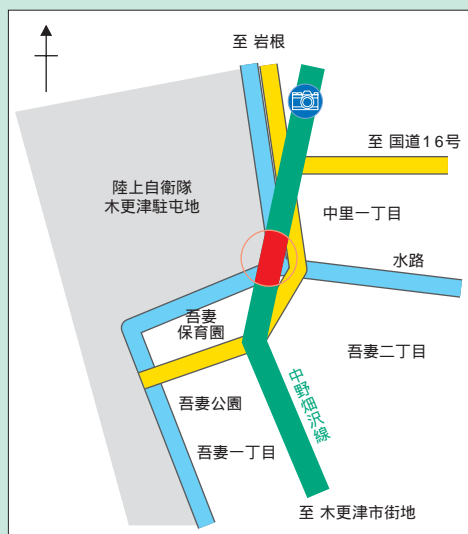 至 岩根
至 国道16号
陸上自衛隊
木更津駐屯地
中里一丁目
水路
吾妻
保育園
吾妻二丁目
中野畑沢線
吾妻公園
吾妻一丁目
至 木更津市街地